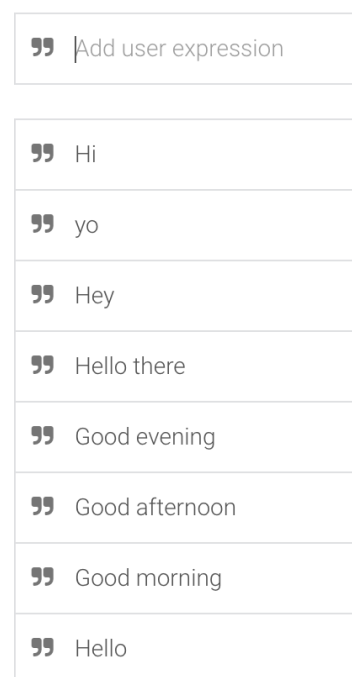 Add user expression
Hi
yo
Hey
Hello there
Good evening
Good afternoon
Good morning
Hello